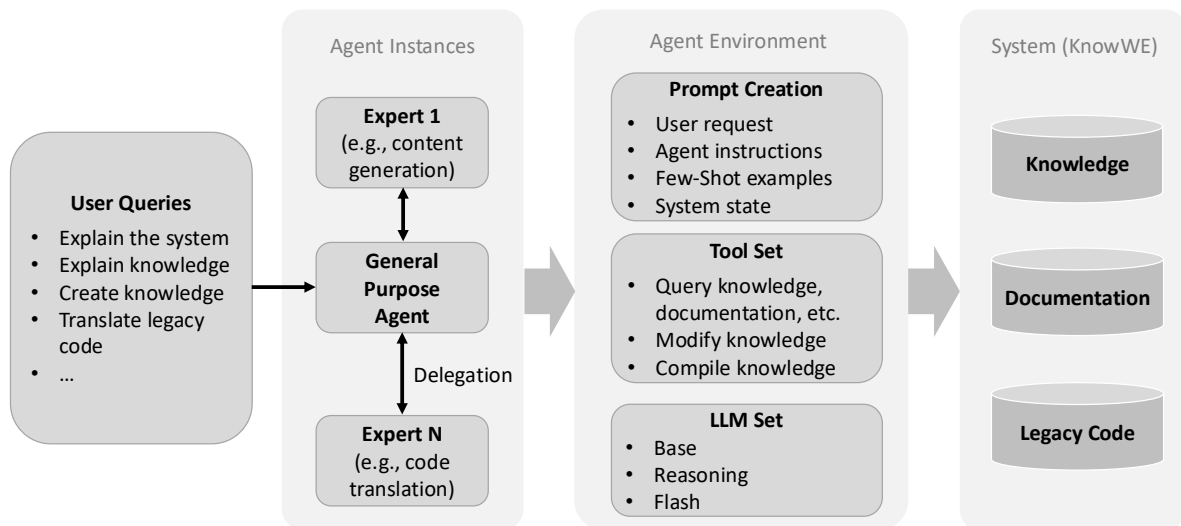 Agent Instances
Agent Environment
System (KnowWE)
User Queries
• Explain the system
• Explain knowledge
• Create knowledge
• Translate legacy
code
• ...
Expert 1
(e.g., content
generation)
General
Purpose
Agent
Delegation
Expert N
(e.g., code
translation)
Prompt Creation
• User request
• Agent instructions
• Few-Shot examples
• System state
Tool Set
• Query knowledge,
documentation, etc.
• Modify knowledge
• Compile knowledge
LLM Set
• Base
• Reasoning
• Flash
Knowledge
Documentation
Legacy Code